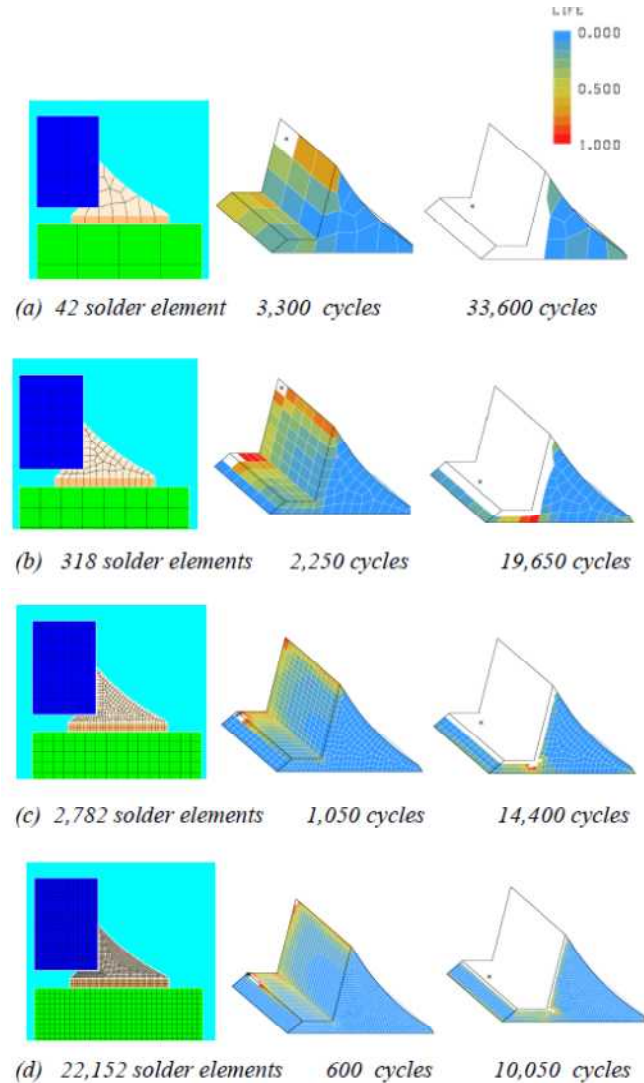 LIFE
0.000
0.500
1.000
(a) 42 solder element 3,300 cycles 33,600 cycles
(b) 318 solder elements 2,250 cycles 19,650 cycles
(c) 2,782 solder elements 1,050 cycles 14,400 cycles
(d) 22,152 solder elements 600 cycles 10,050 cycles